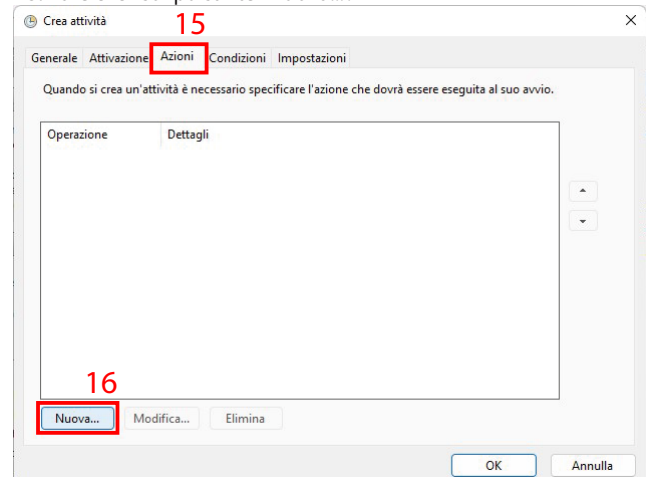 Crea attività
15
Generale Attivazione Azioni Condizioni Impostazioni
Quando si crea un'attività è necessario specificare l'azione che dovrà essere eseguita al suo avvio.
Operazione Dettagli
16
Nuova... Modifica... Elimina
OK Annulla